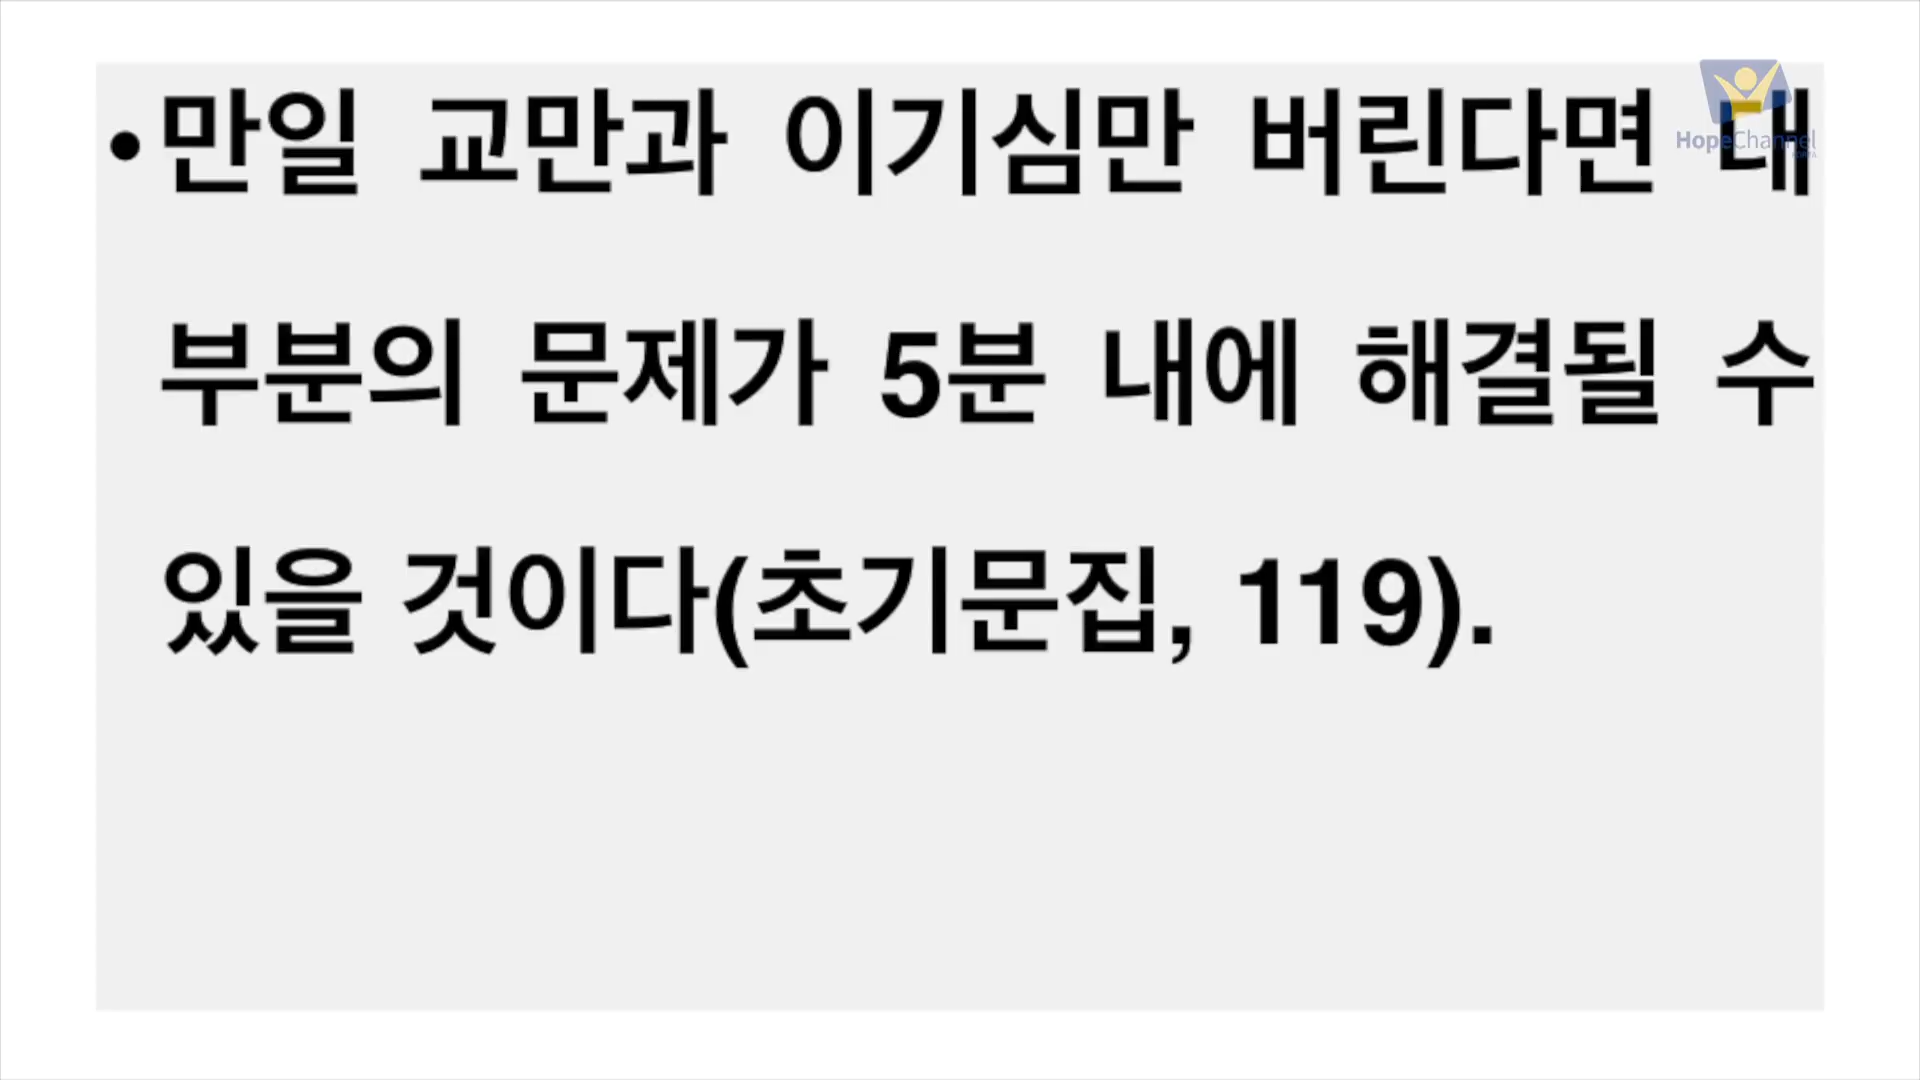 •만일 교만과 이기심만 버린다면 대
부분의 문제가 5분 내에 해결될 수
있을 것이다(초기문집, 119).
HopeChannel